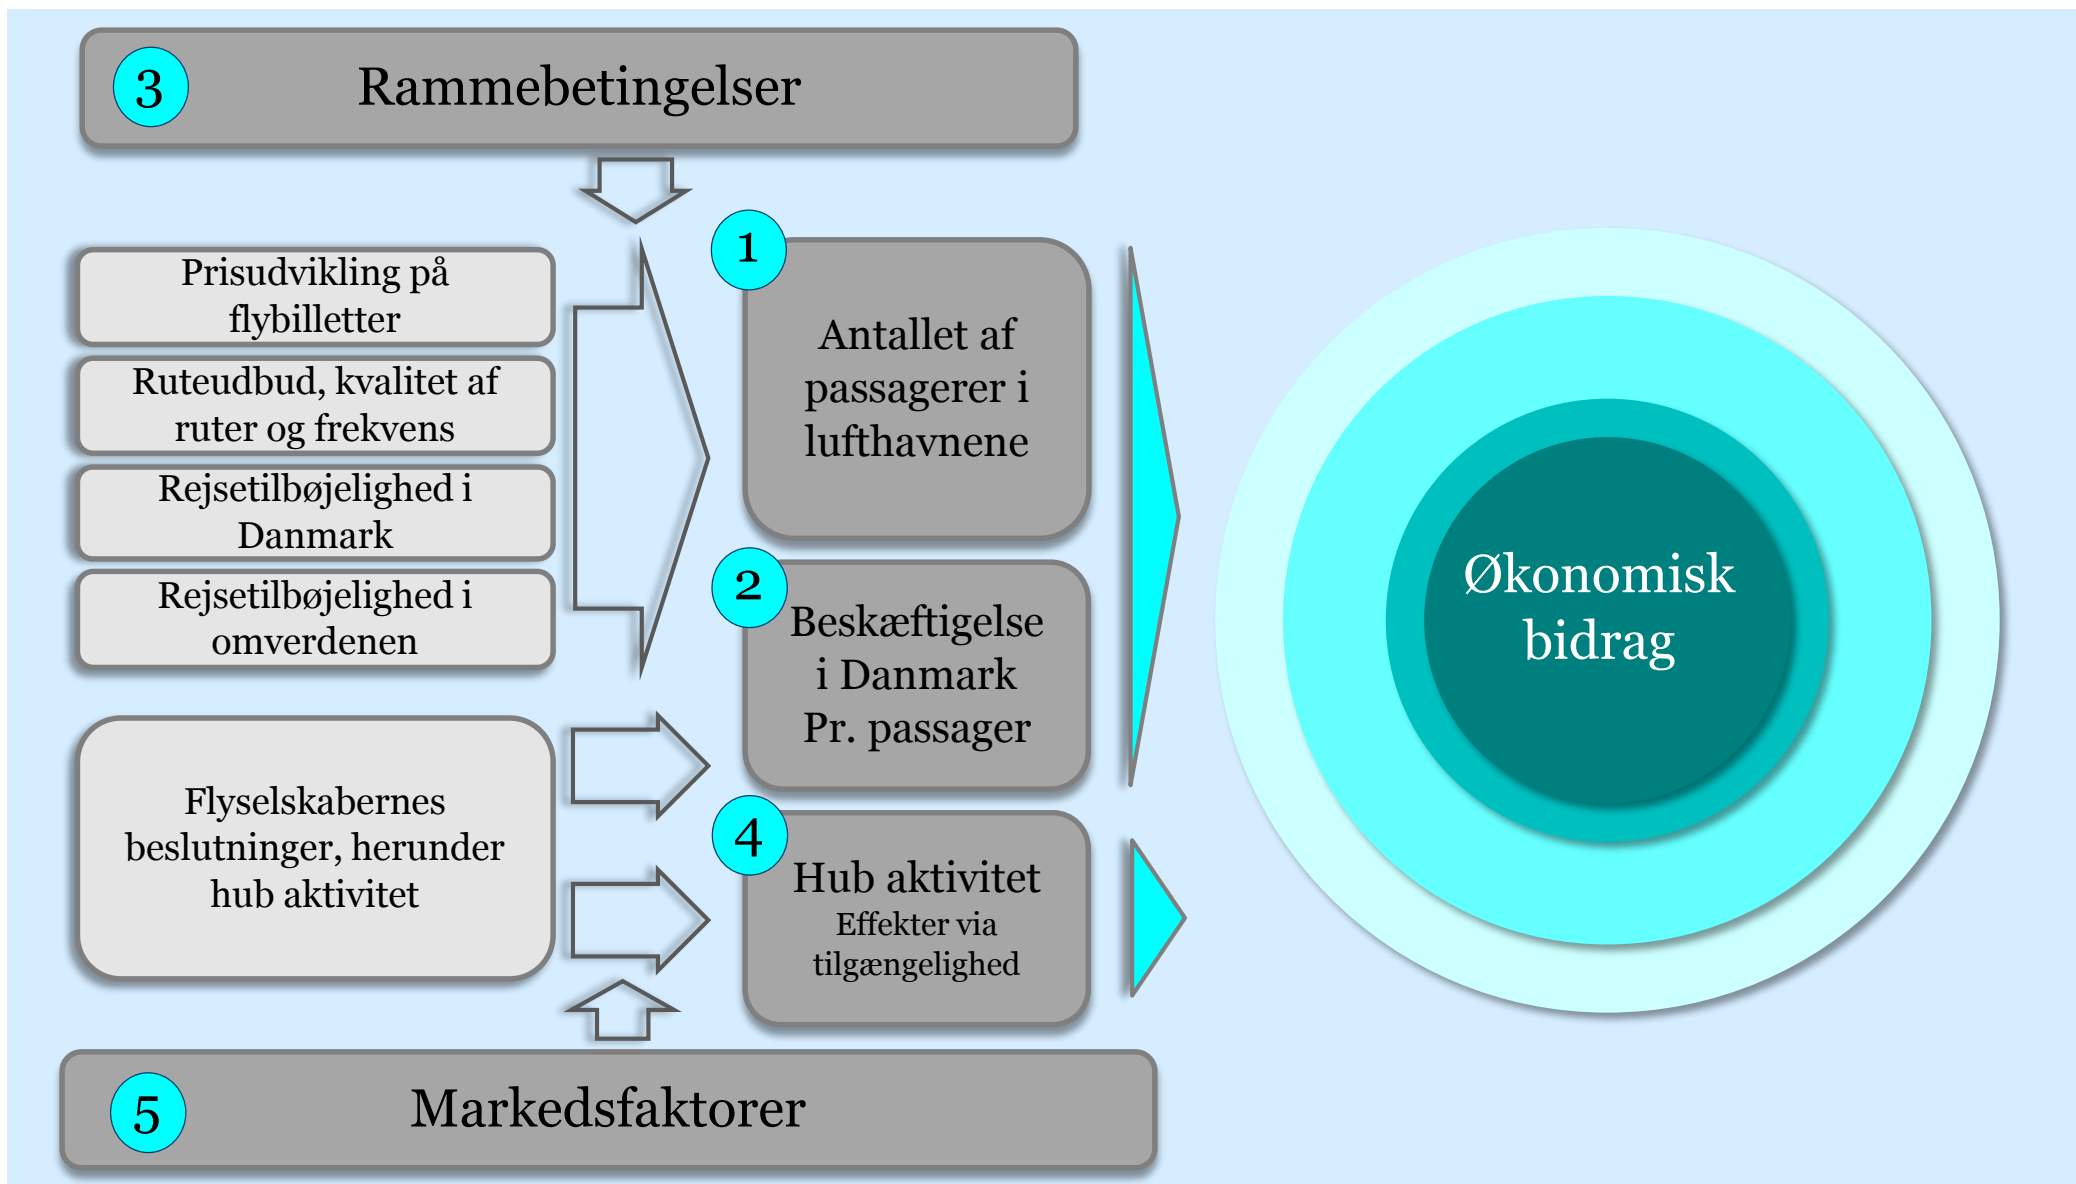 3
Rammebetingelser
Prisudvikling på
flybilletter
Ruteudbud, kvalitet af
ruter og frekvens
Rejsetilbøjelighed i
Danmark
Rejsetilbøjelighed i
omverdenen
Flyselskabernes
beslutninger, herunder
hub aktivitet
1
Antallet af
passagerer i
lufthavnene
2
Beskæftigelse
i Danmark
Pr. passager
4
Hub aktivitet
Effekter via
tilgængelighed
Økonomisk
bidrag
5
Markedsfaktorer